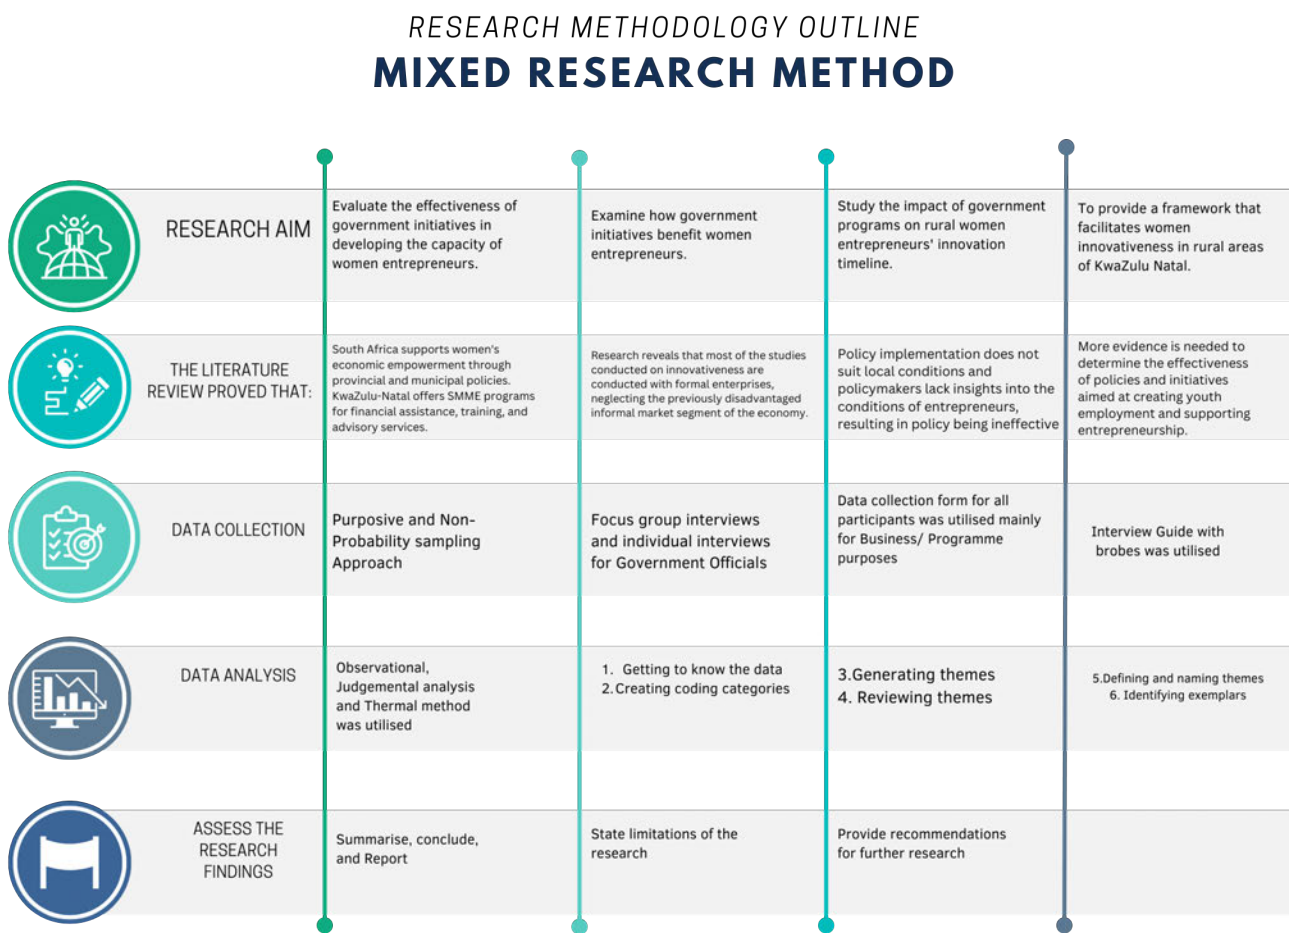 RESEARCH METHODOLOGY OUTLINE
MIXED RESEARCH METHOD
RESEARCH AIM
Evaluate the effectiveness of
government initiatives in
developing the capacity of
women entrepreneurs.
Examine how government
initiatives benefit women
entrepreneurs.
Study the impact of government
programs on rural women
entrepreneurs' innovation
timeline.
To provide a framework that
facilitates women
innovativeness in rural areas
of KwaZulu Natal.
THE LITERATURE
REVIEW PROVED THAT:
South Africa supports women's
economic empowerment through
provincial and municipal policies.
KwaZulu-Natal offers SMME programs
for financial assistance, training, and
advisory services.
Research reveals that most of the studies
conducted on innovativeness are
conducted with formal enterprises,
neglecting the previously disadvantaged
informal market segment of the economy.
Policy implementation does not
suit local conditions and
policymakers lack insights into the
conditions of entrepreneurs,
resulting in policy being ineffective
More evidence is needed to
determine the effectiveness
of policies and initiatives
aimed at creating youth
employment and supporting
entrepreneurship.
DATA COLLECTION
Purposive and Non-
Probability sampling
Approach
Focus group interviews
and individual interviews
for Government Officials
Data collection form for all
participants was utilised mainly
for Business/ Programme
purposes
Interview Guide with
brobes was utilised
DATA ANALYSIS
Observational,
Judgemental analysis
and Thermal method
was utilised
1. Getting to know the data
2.Creating coding categories
3.Generating themes
4. Reviewing themes
5.Defining and naming themes
6. Identifying exemplars
ASSESS THE
RESEARCH
FINDINGS
Summarise, conclude,
and Report
State limitations of the
research
Provide recommendations
for further research